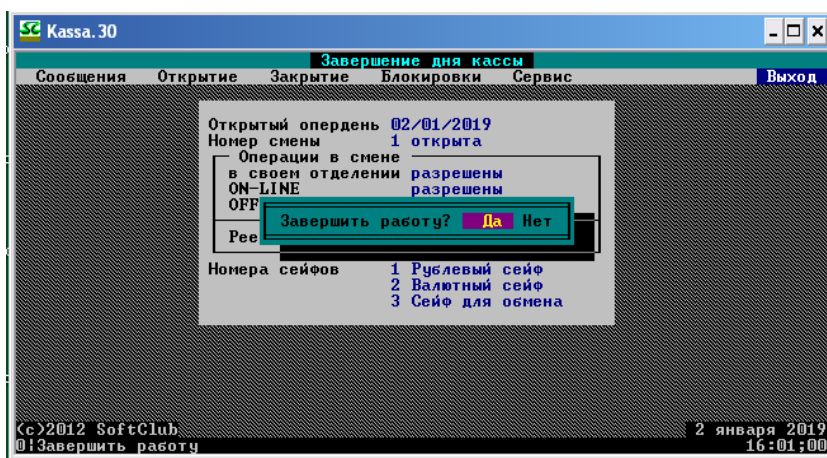 SC Kassa.30
Завершение дня кассы
Сообщения Открытие Закрытие Блокировки Сервис Выход
Открытый опердень 02/01/2019
Номер смены 1 открыта
Операции в смене
в своем отделении разрешены
ON-LINE разрешены
OFF
Завершить работу? Да Нет
Рее
Номера сейфов 1 Рублевый сейф
2 Валютный сейф
3 Сейф для обмена
(c)2012 SoftClub 2 января 2019
0|Завершить работу 16:01;00